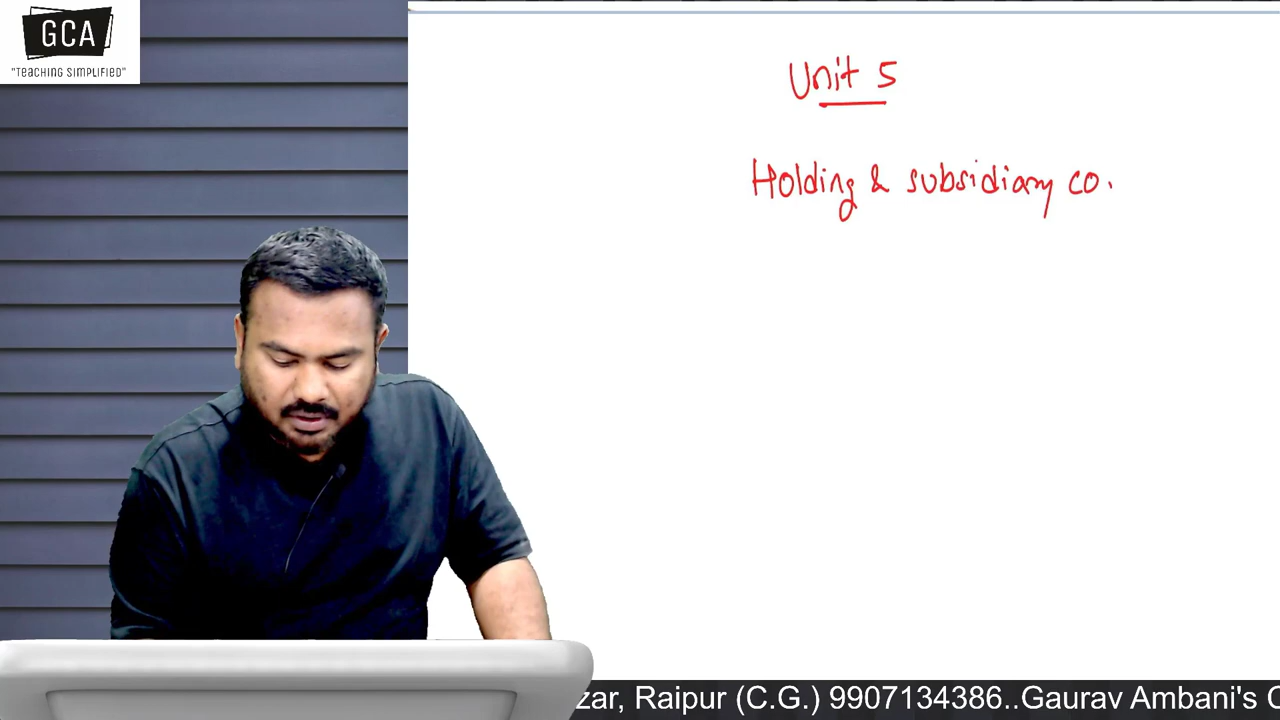 GCA
"Teaching Simplified"
Unit 5
Holding & subsidiary co.
zar, Raipur (C.G.) 9907134386..Gaurav Ambani's C